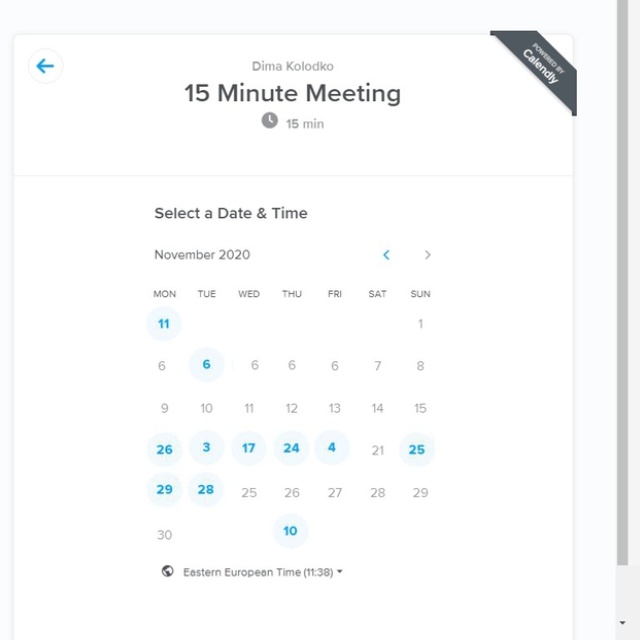 POWERED BY
Calendly
Dima Kolodko
15 Minute Meeting
15 min
Select a Date & Time
November 2020
MON TUE WED THU FRI SAT SUN
11 1
6 6 6 6 6 7 8
9 10 11 12 13 14 15
26 3 17 24 4 21 25
29 28 25 26 27 28 29
30 10
Eastern European Time (11:38)